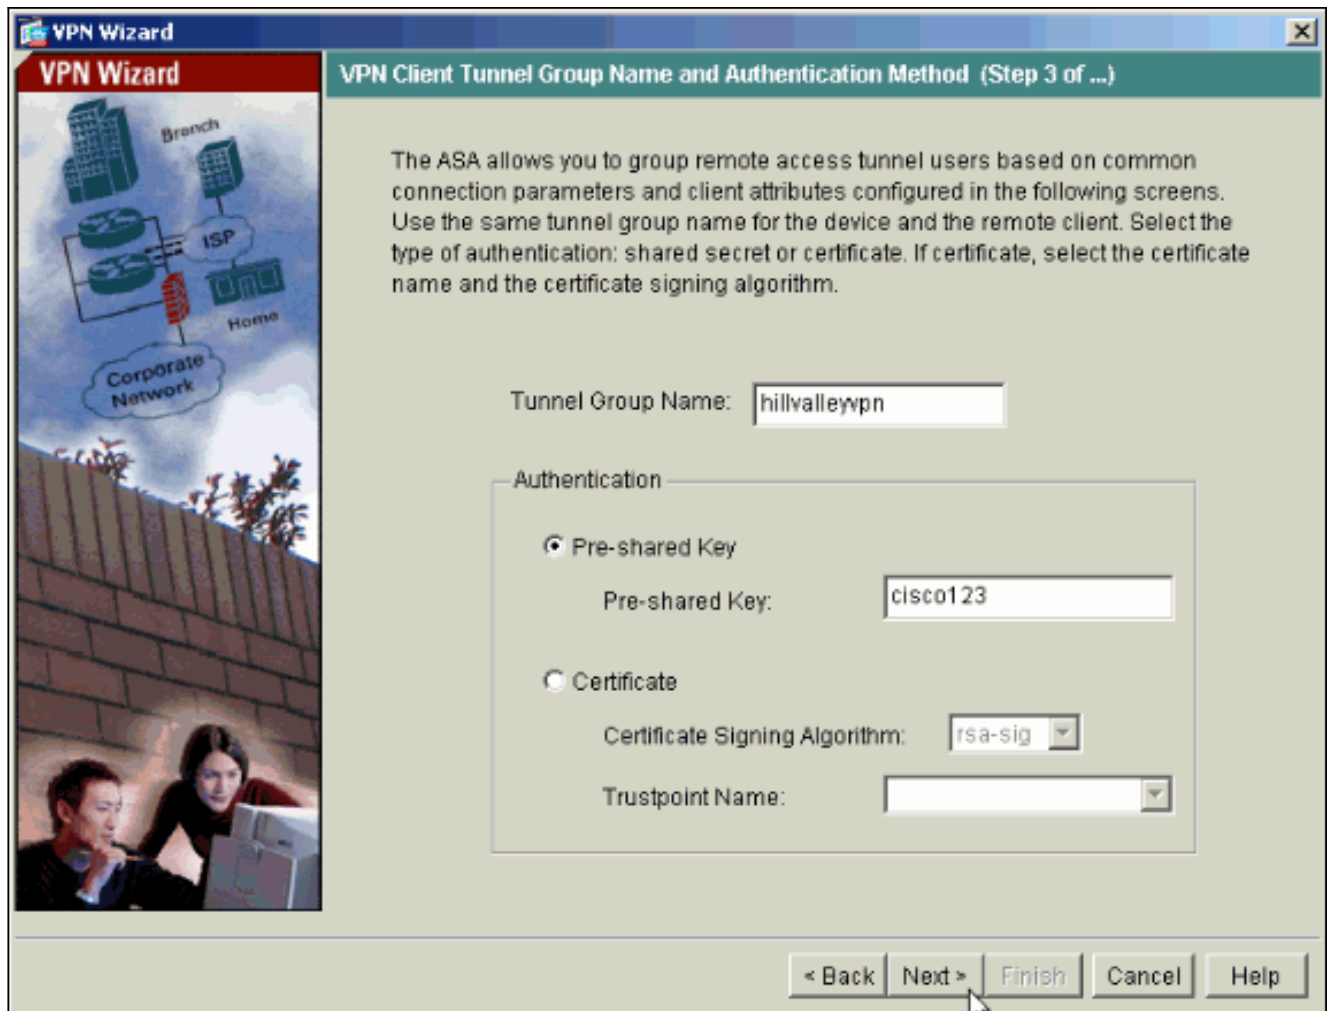 VPN Wizard
VPN Wizard
VPN Client Tunnel Group Name and Authentication Method (Step 3 of ...)
Branch
ISP
Home
Corporate
Network
The ASA allows you to group remote access tunnel users based on common
connection parameters and client attributes configured in the following screens.
Use the same tunnel group name for the device and the remote client. Select the
type of authentication: shared secret or certificate. If certificate, select the certificate
name and the certificate signing algorithm.
Tunnel Group Name: hillvalleyvpn
Authentication
Pre-shared Key
Pre-shared Key: cisco123
Certificate
Certificate Signing Algorithm: rsa-sig
Trustpoint Name:
< Back Next > Finish Cancel Help